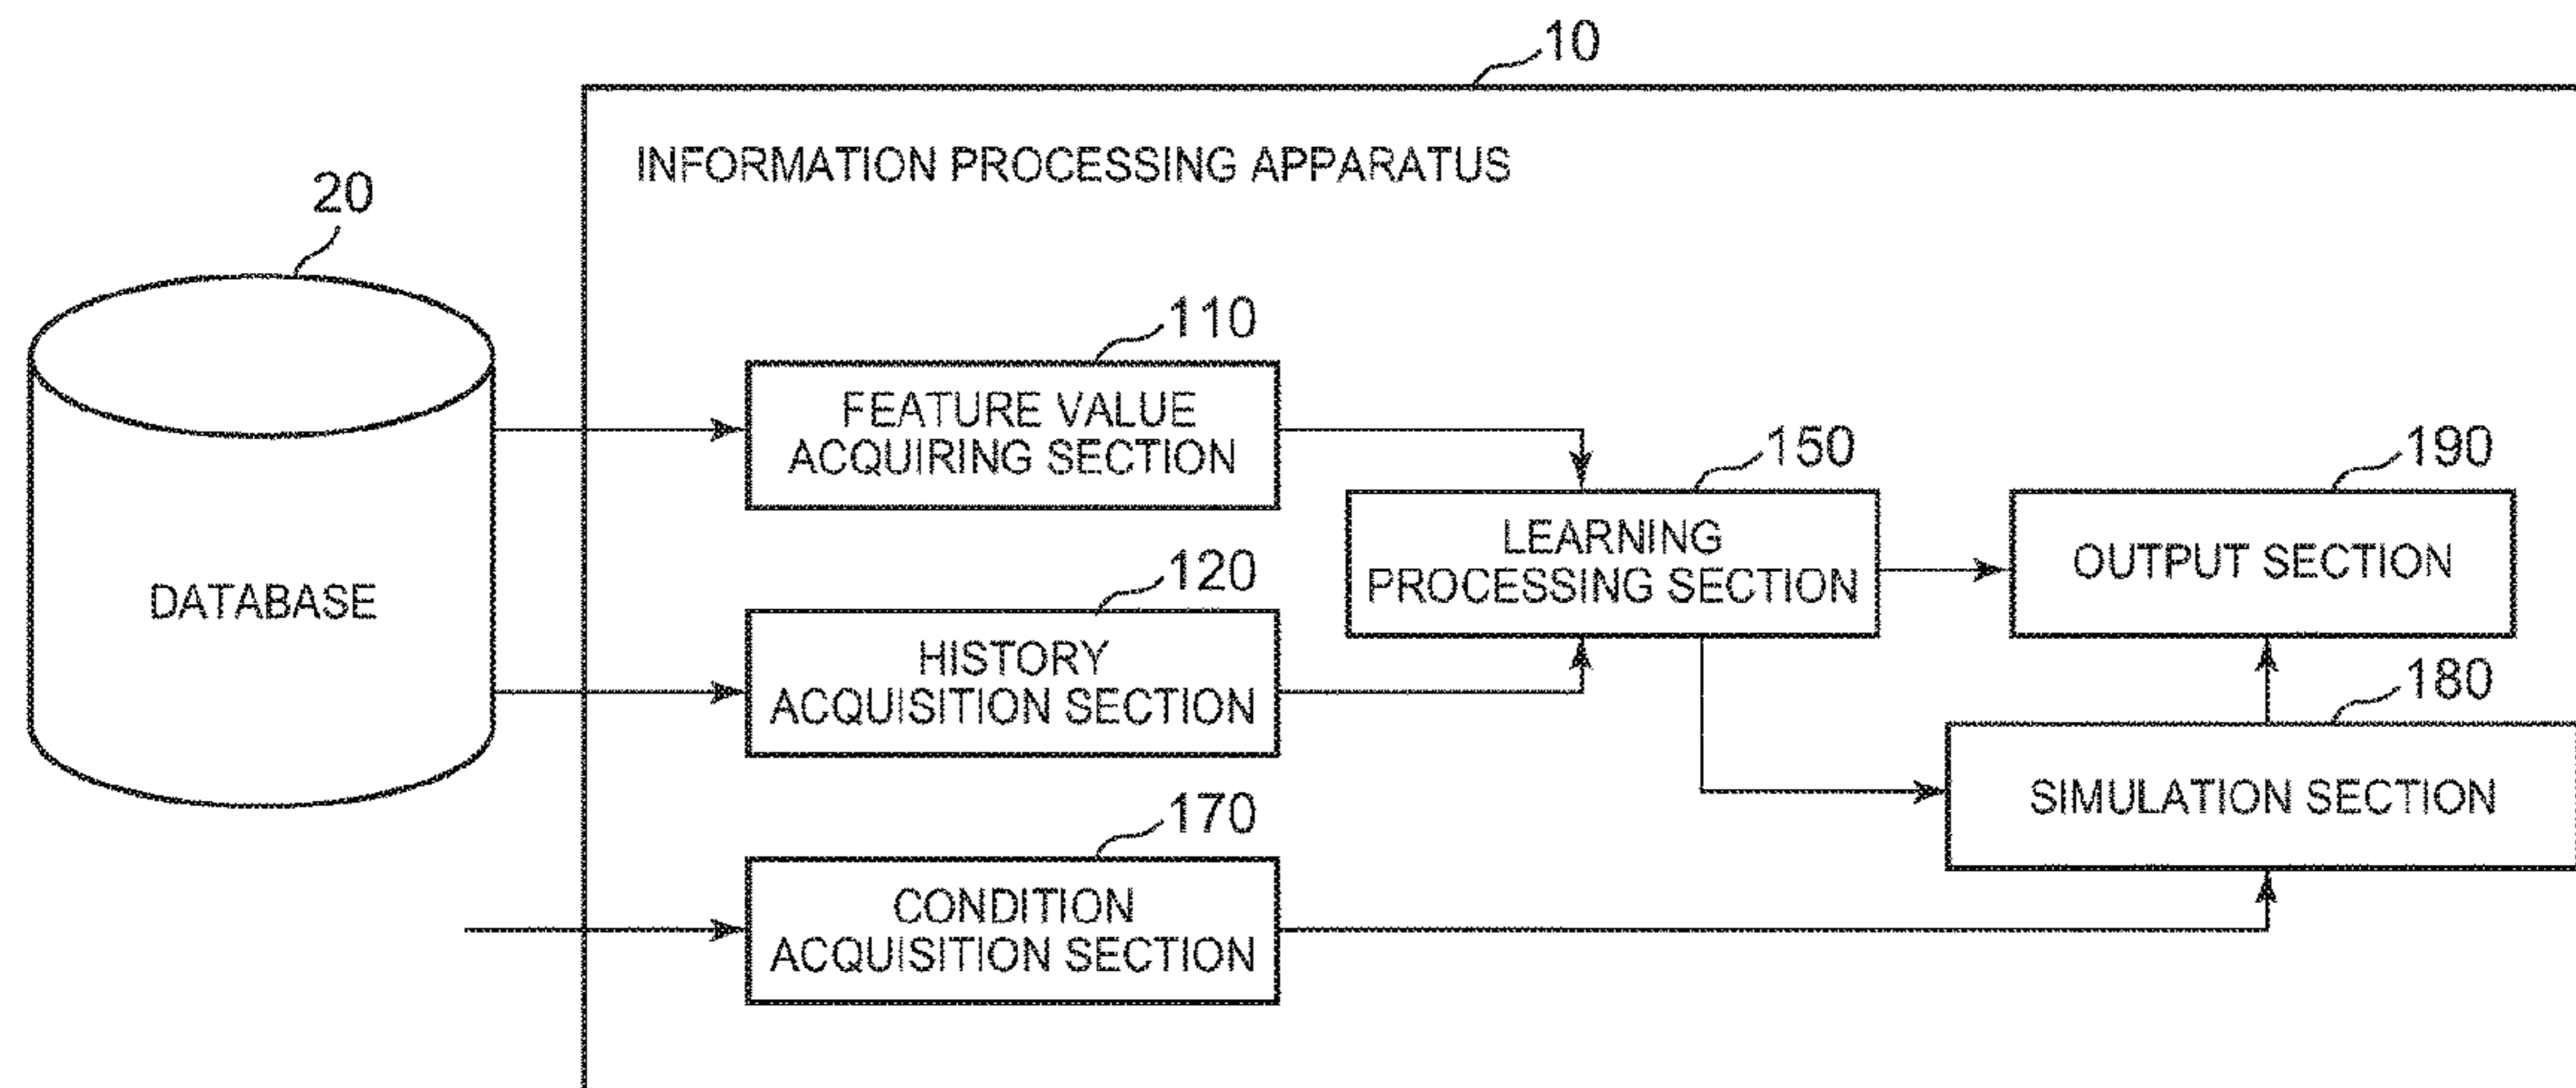 10
INFORMATION PROCESSING APPARATUS
20
DATABASE
110
FEATURE VALUE
ACQUIRING SECTION
120
HISTORY
ACQUISITION SECTION
170
CONDITION
ACQUISITION SECTION
150
LEARNING
PROCESSING SECTION
190
OUTPUT SECTION
180
SIMULATION SECTION